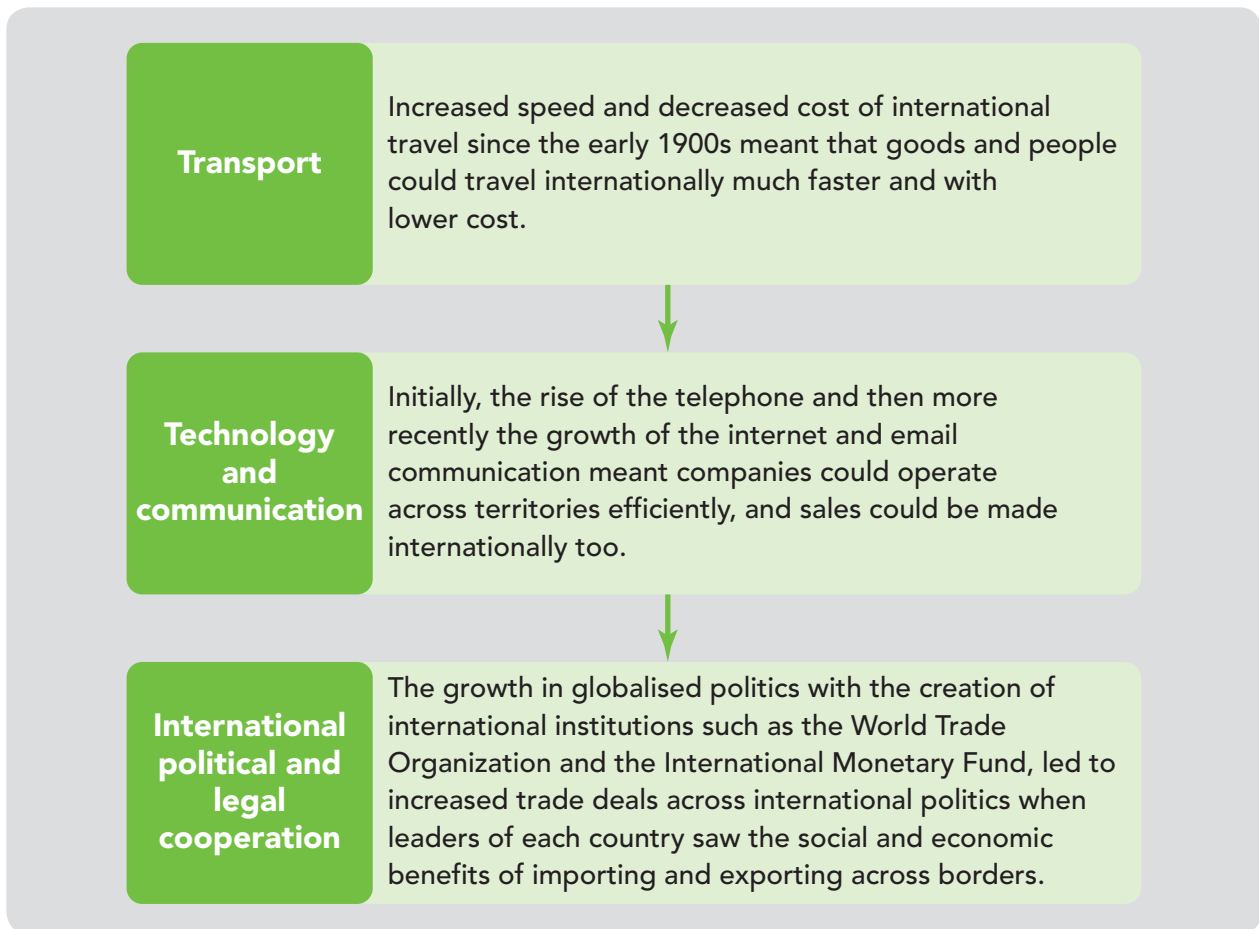 Transport
Increased speed and decreased cost of international
travel since the early 1900s meant that goods and people
could travel internationally much faster and with
lower cost.
Technology
and
communication
Initially, the rise of the telephone and then more
recently the growth of the internet and email
communication meant companies could operate
across territories efficiently, and sales could be made
internationally too.
International
political and
legal
cooperation
The growth in globalised politics with the creation of
international institutions such as the World Trade
Organization and the International Monetary Fund, led to
increased trade deals across international politics when
leaders of each country saw the social and economic
benefits of importing and exporting across borders.